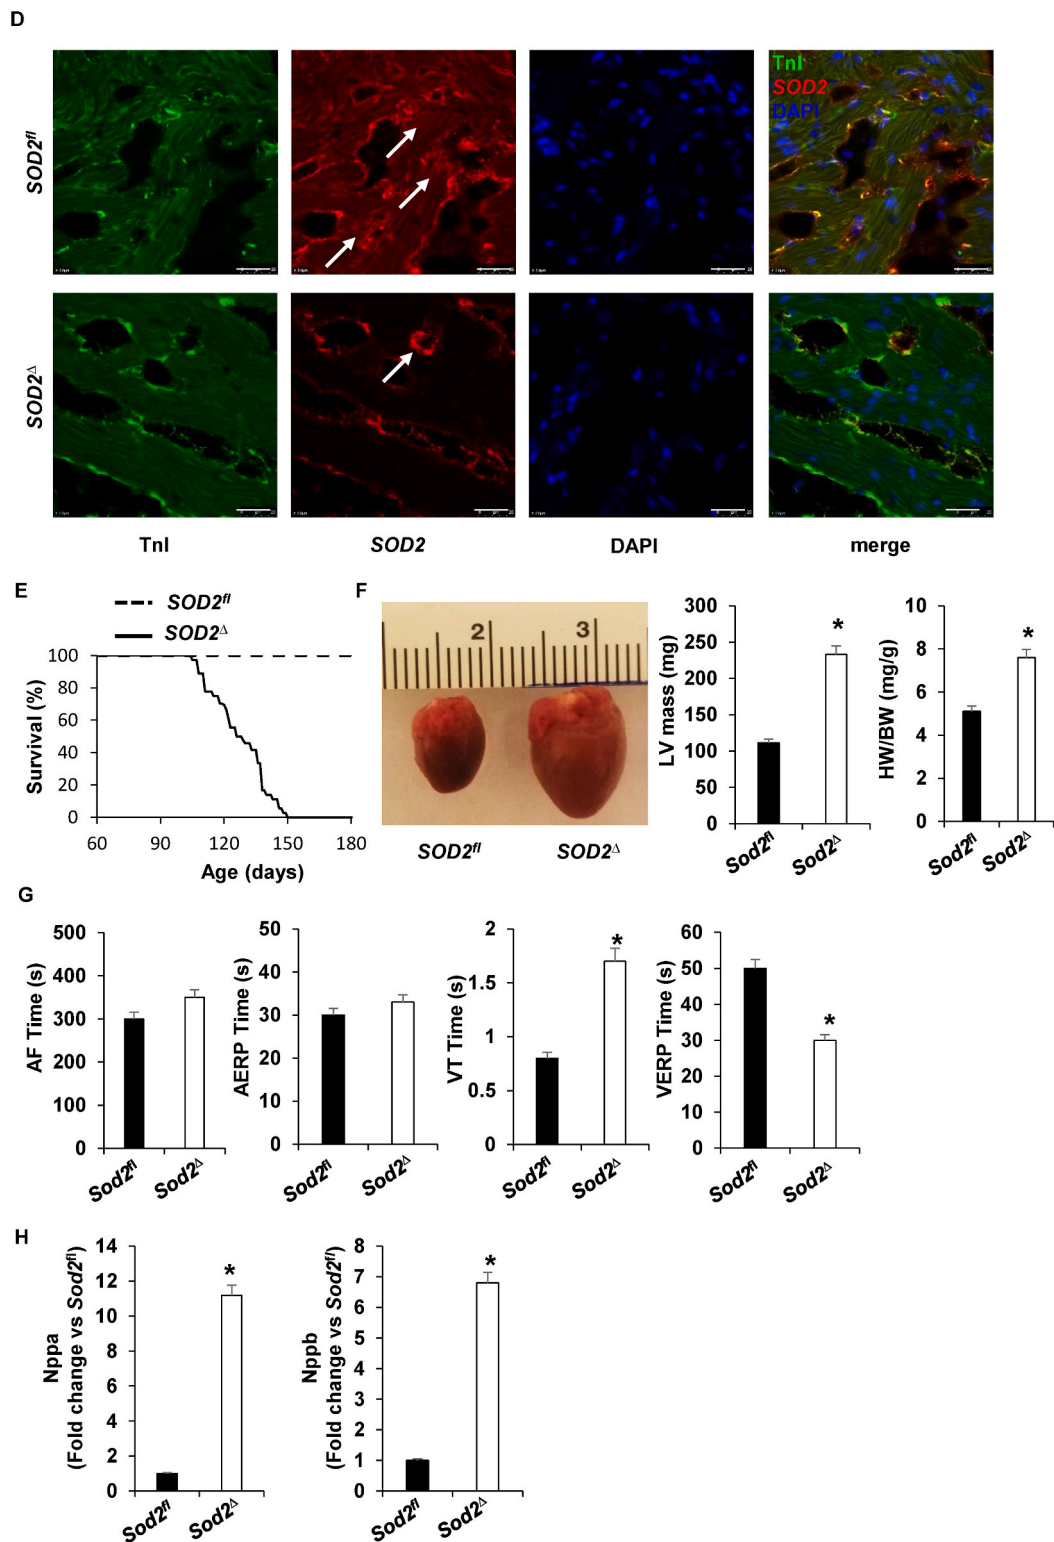 D
SOD2fl
TnI
SOD2
DAPI
SOD2Δ
TnI SOD2 DAPI merge
E
SOD2fl
SOD2Δ
Survival (%)
100
80
60
40
20
0
60 90 120 150 180
Age (days)
F
2 3
SOD2fl SOD2Δ
LV mass (mg)
300
250
200
150
100
50
0
*
Sod2fl Sod2Δ
HW/BW (mg/g)
10
8
6
4
2
0
*
Sod2fl Sod2Δ
G
AF Time (s)
500
400
300
200
100
0
Sod2fl Sod2Δ
AERP Time (s)
50
40
30
20
10
0
Sod2fl Sod2Δ
VT Time (s)
2
1.5
1
0.5
0
*
Sod2fl Sod2Δ
VERP Time (s)
60
50
40
30
20
10
0
*
Sod2fl Sod2Δ
H
Nppa
(Fold change vs Sod2fl)
14
12
10
8
6
4
2
0
*
Sod2fl Sod2Δ
Nppb
(Fold change vs Sod2fl)
8
7
6
5
4
3
2
1
0
*
Sod2fl Sod2Δ